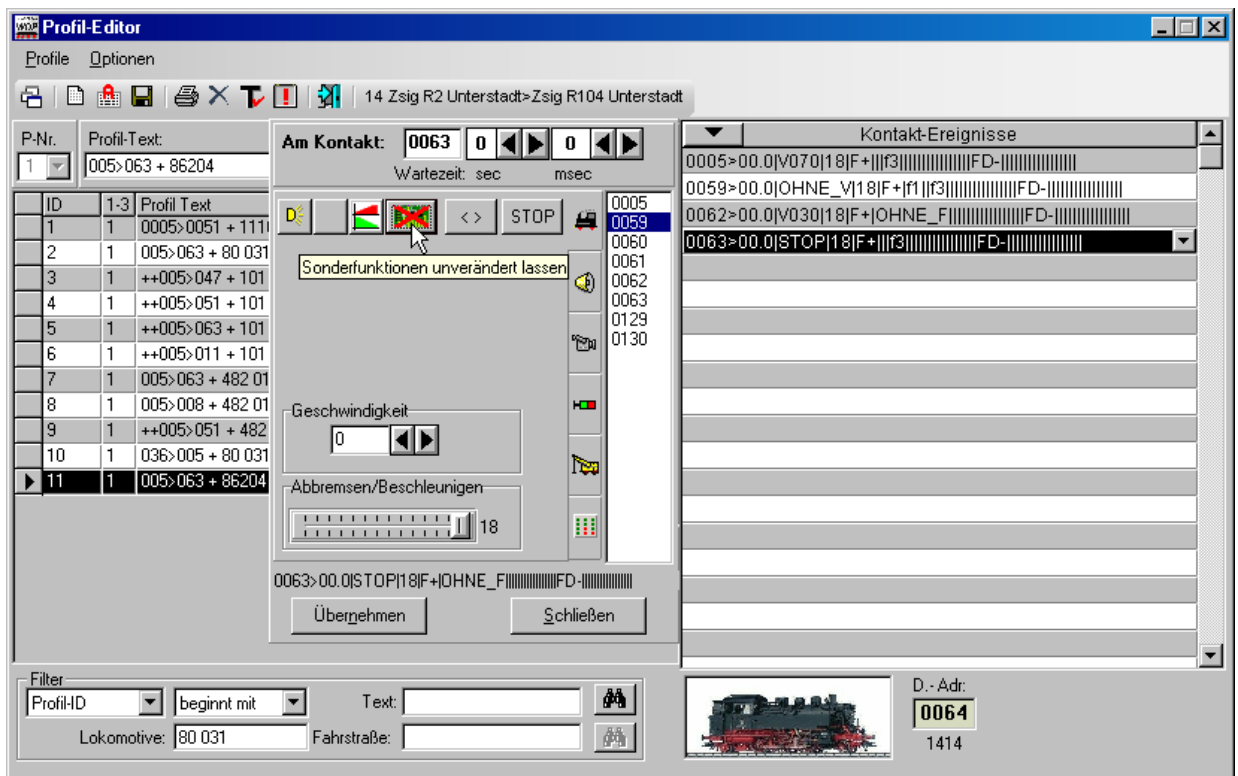 WDP Profil-Editor
Profile Optionen
14 Zsig R2 Unterstadt>Zsig R104 Unterstadt
P-Nr. Profil-Text:
1 005>063 + 86204
ID 1-3 Profil Text
1 1 0005>0051 + 111
2 1 005>063 + 80 031
3 1 ++005>047 + 101
4 1 ++005>051 + 101
5 1 ++005>063 + 101
6 1 ++005>011 + 101
7 1 005>063 + 482 01
8 1 005>008 + 482 01
9 1 ++005>051 + 482
10 1 036>005 + 80 031
11 1 005>063 + 86204
Am Kontakt: 0063 0 0
Wartezeit: sec msec
< > STOP
Sonderfunktionen unverändert lassen
0005
0059
0060
0061
0062
0063
0129
0130
Geschwindigkeit
0
Abbremsen/Beschleunigen
18
0063>00.0|STOP|18|F+|OHNE_F||||||||||||||||FD-||||||||||||||||
Übernehmen Schließen
Kontakt-Ereignisse
0005>00.0|V070|18|F+|||f3||||||||||||||||FD-||||||||||||||||
0059>00.0|OHNE_V|18|F+|f1||f3||||||||||||||||FD-||||||||||||||||
0062>00.0|V030|18|F+|OHNE_F||||||||||||||||FD-||||||||||||||||
0063>00.0|STOP|18|F+|||f3||||||||||||||||FD-||||||||||||||||
Filter
Profil-ID beginnt mit Text:
Lokomotive: 80 031 Fahrstraße:
D.- Adr:
0064
1414